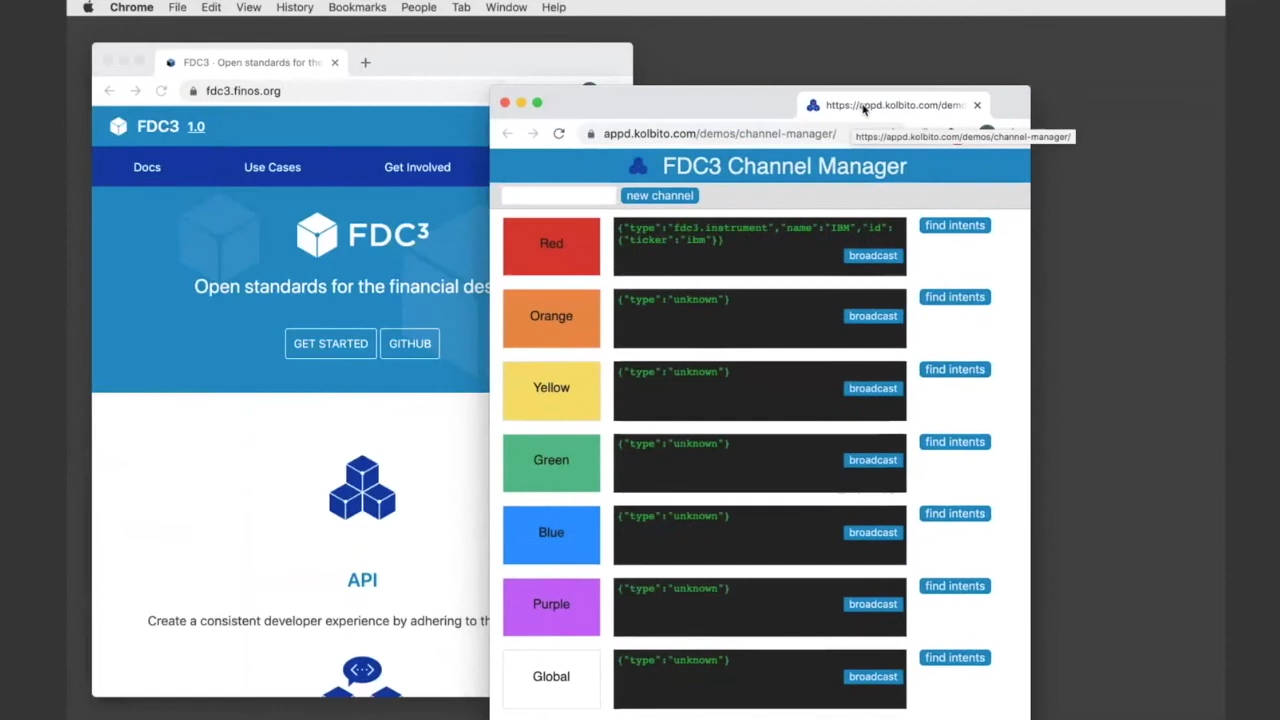 Chrome File Edit View History Bookmarks People Tab Window Help
FDC3 · Open standards for the
fdc3.finos.org
FDC3 1.0
Docs Use Cases Get Involved
FDC³
Open standards for the financial des
GET STARTED GITHUB
API
Create a consistent developer experience by adhering to th
https://appd.kolbito.com/demo
appd.kolbito.com/demos/channel-manager/
https://appd.kolbito.com/demos/channel-manager/
FDC3 Channel Manager
new channel
Red
{"type":"fdc3.instrument","name":"IBM","id":
{"ticker":"ibm"}}
broadcast
find intents
Orange
{"type":"unknown"}
broadcast
find intents
Yellow
{"type":"unknown"}
broadcast
find intents
Green
{"type":"unknown"}
broadcast
find intents
Blue
{"type":"unknown"}
broadcast
find intents
Purple
{"type":"unknown"}
broadcast
find intents
Global
{"type":"unknown"}
broadcast
find intents